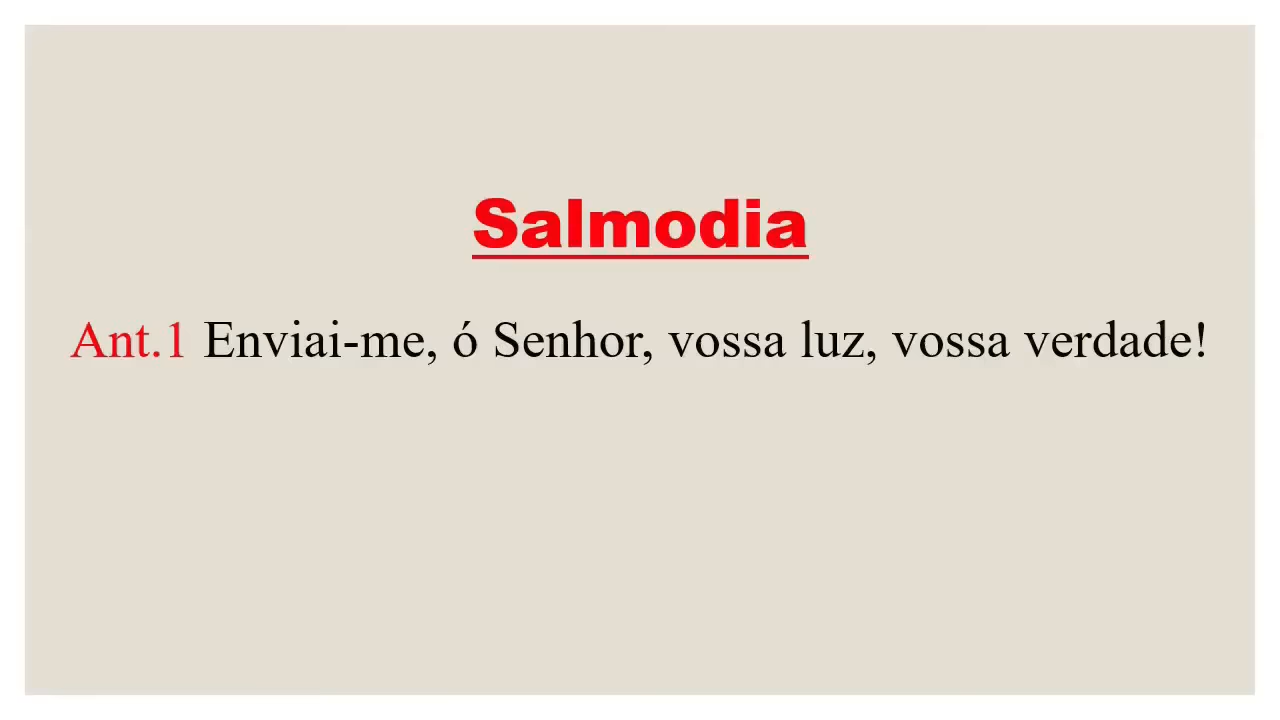 Salmodia
Ant.1 Enviai-me, ó Senhor, vossa luz, vossa verdade!